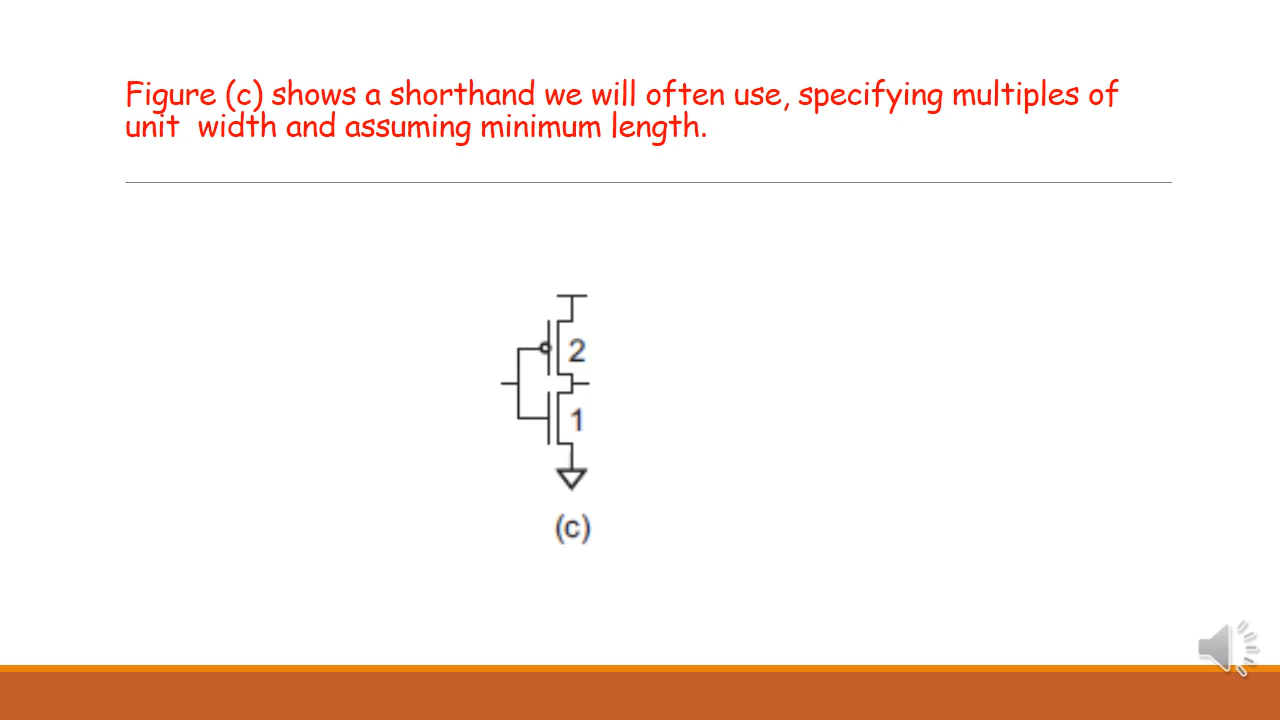 Figure (c) shows a shorthand we will often use, specifying multiples of
unit  width and assuming minimum length.
2
1
(c)